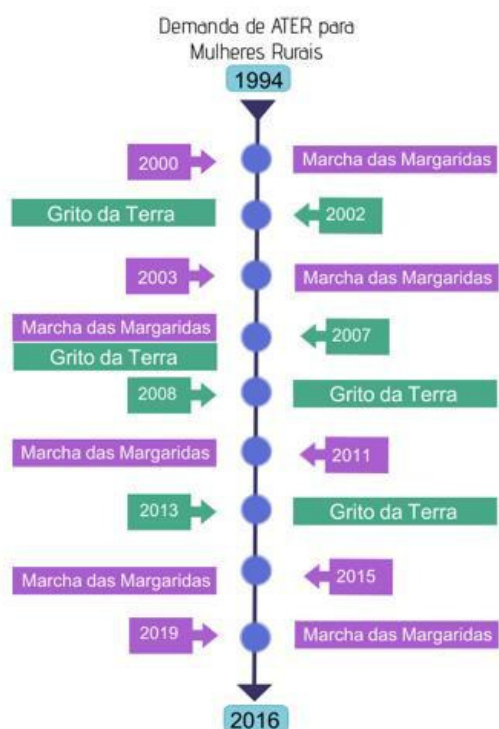 Demanda de ATER para
Mulheres Rurais
1994
2000
Marcha das Margaridas
Grito da Terra
2002
2003
Marcha das Margaridas
Marcha das Margaridas
Grito da Terra
2007
2008
Grito da Terra
Marcha das Margaridas
2011
2013
Grito da Terra
Marcha das Margaridas
2015
2019
Marcha das Margaridas
2016